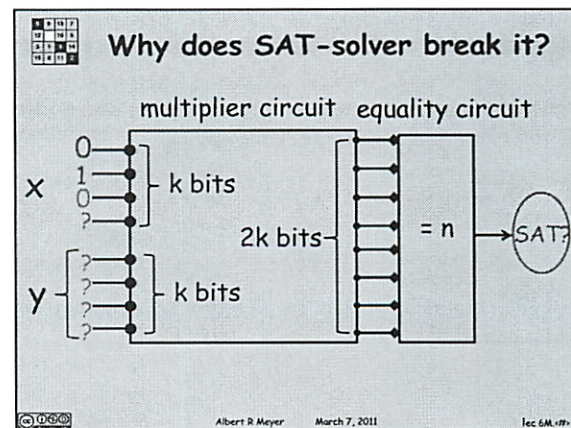 Why does SAT-solver break it?
multiplier circuit equality circuit
x
0
1
0
?
k bits
2k bits
= n
SAT?
y
?
?
?
?
k bits
Albert R Meyer March 7, 2011 lec 6M.<#>